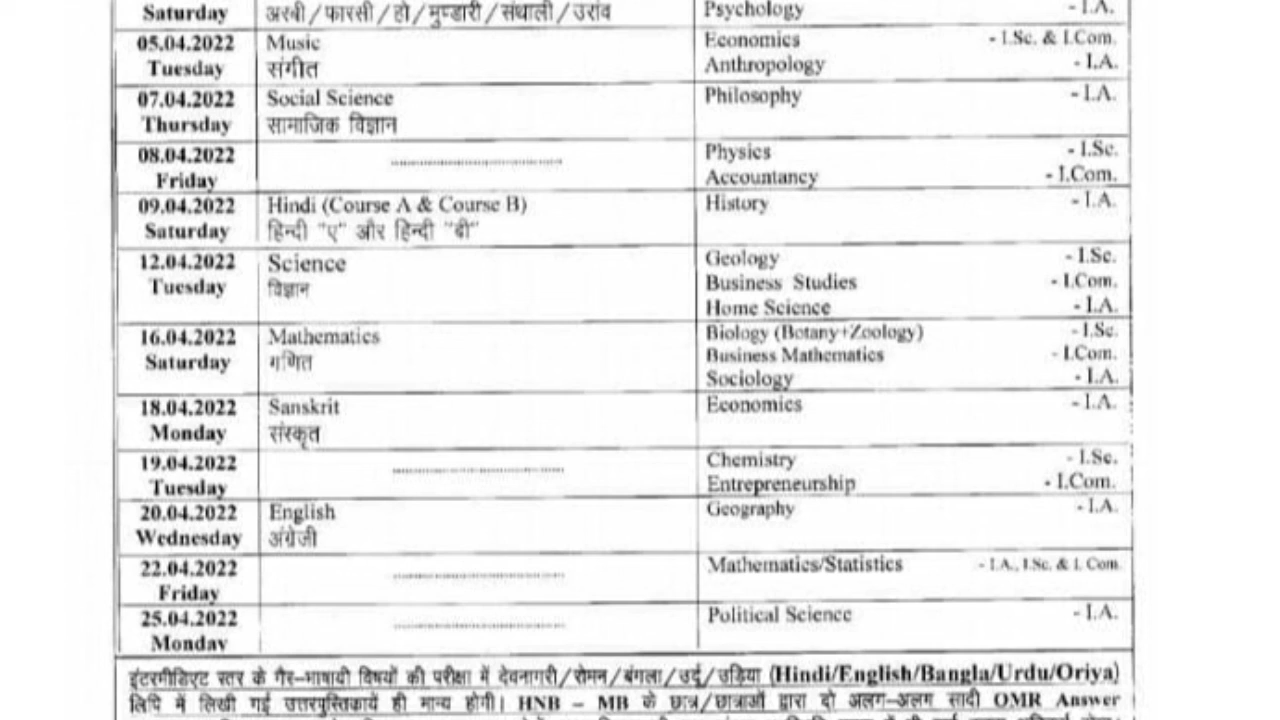 Saturday अरबी/फारसी/हो/मुण्डारी/संथाली/उरांव Psychology - I.A.
05.04.2022 Music Economics - I.Sc. & I.Com.
Tuesday संगीत Anthropology - I.A.
07.04.2022 Social Science Philosophy - I.A.
Thursday सामाजिक विज्ञान
08.04.2022 Physics - I.Sc.
Friday Accountancy - I.Com.
09.04.2022 Hindi (Course A & Course B) History - I.A.
Saturday हिन्दी "ए" और हिन्दी "बी"
12.04.2022 Science Geology - I.Sc.
Tuesday विज्ञान Business Studies - I.Com.
Home Science - I.A.
16.04.2022 Mathematics Biology (Botany+Zoology) - I.Sc.
Saturday गणित Business Mathematics - I.Com.
Sociology - I.A.
18.04.2022 Sanskrit Economics - I.A.
Monday संस्कृत
19.04.2022 Chemistry - I.Sc.
Tuesday Entrepreneurship - I.Com.
20.04.2022 English Geography - I.A.
Wednesday अंग्रेजी
22.04.2022 Mathematics/Statistics - I.A., I.Sc. & I. Com
Friday
25.04.2022 Political Science - I.A.
Monday
इंटरमीडिएट स्तर के गैर-भाषायी विषयों की परीक्षा में देवनागरी/रोमन/बंगला/उर्दू/उड़िया (Hindi/English/Bangla/Urdu/Oriya)
लिपि में लिखी गई उत्तरपुस्तिकायें ही मान्य होगी। HNB – MB के छात्र/छात्राओं द्वारा दो अलग-अलग सादी OMR Answer